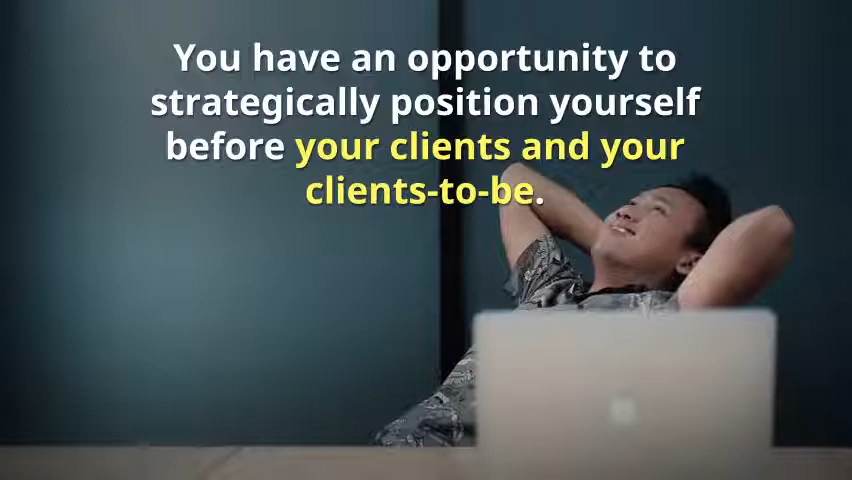 You have an opportunity to
strategically position yourself
before your clients and your
clients-to-be.